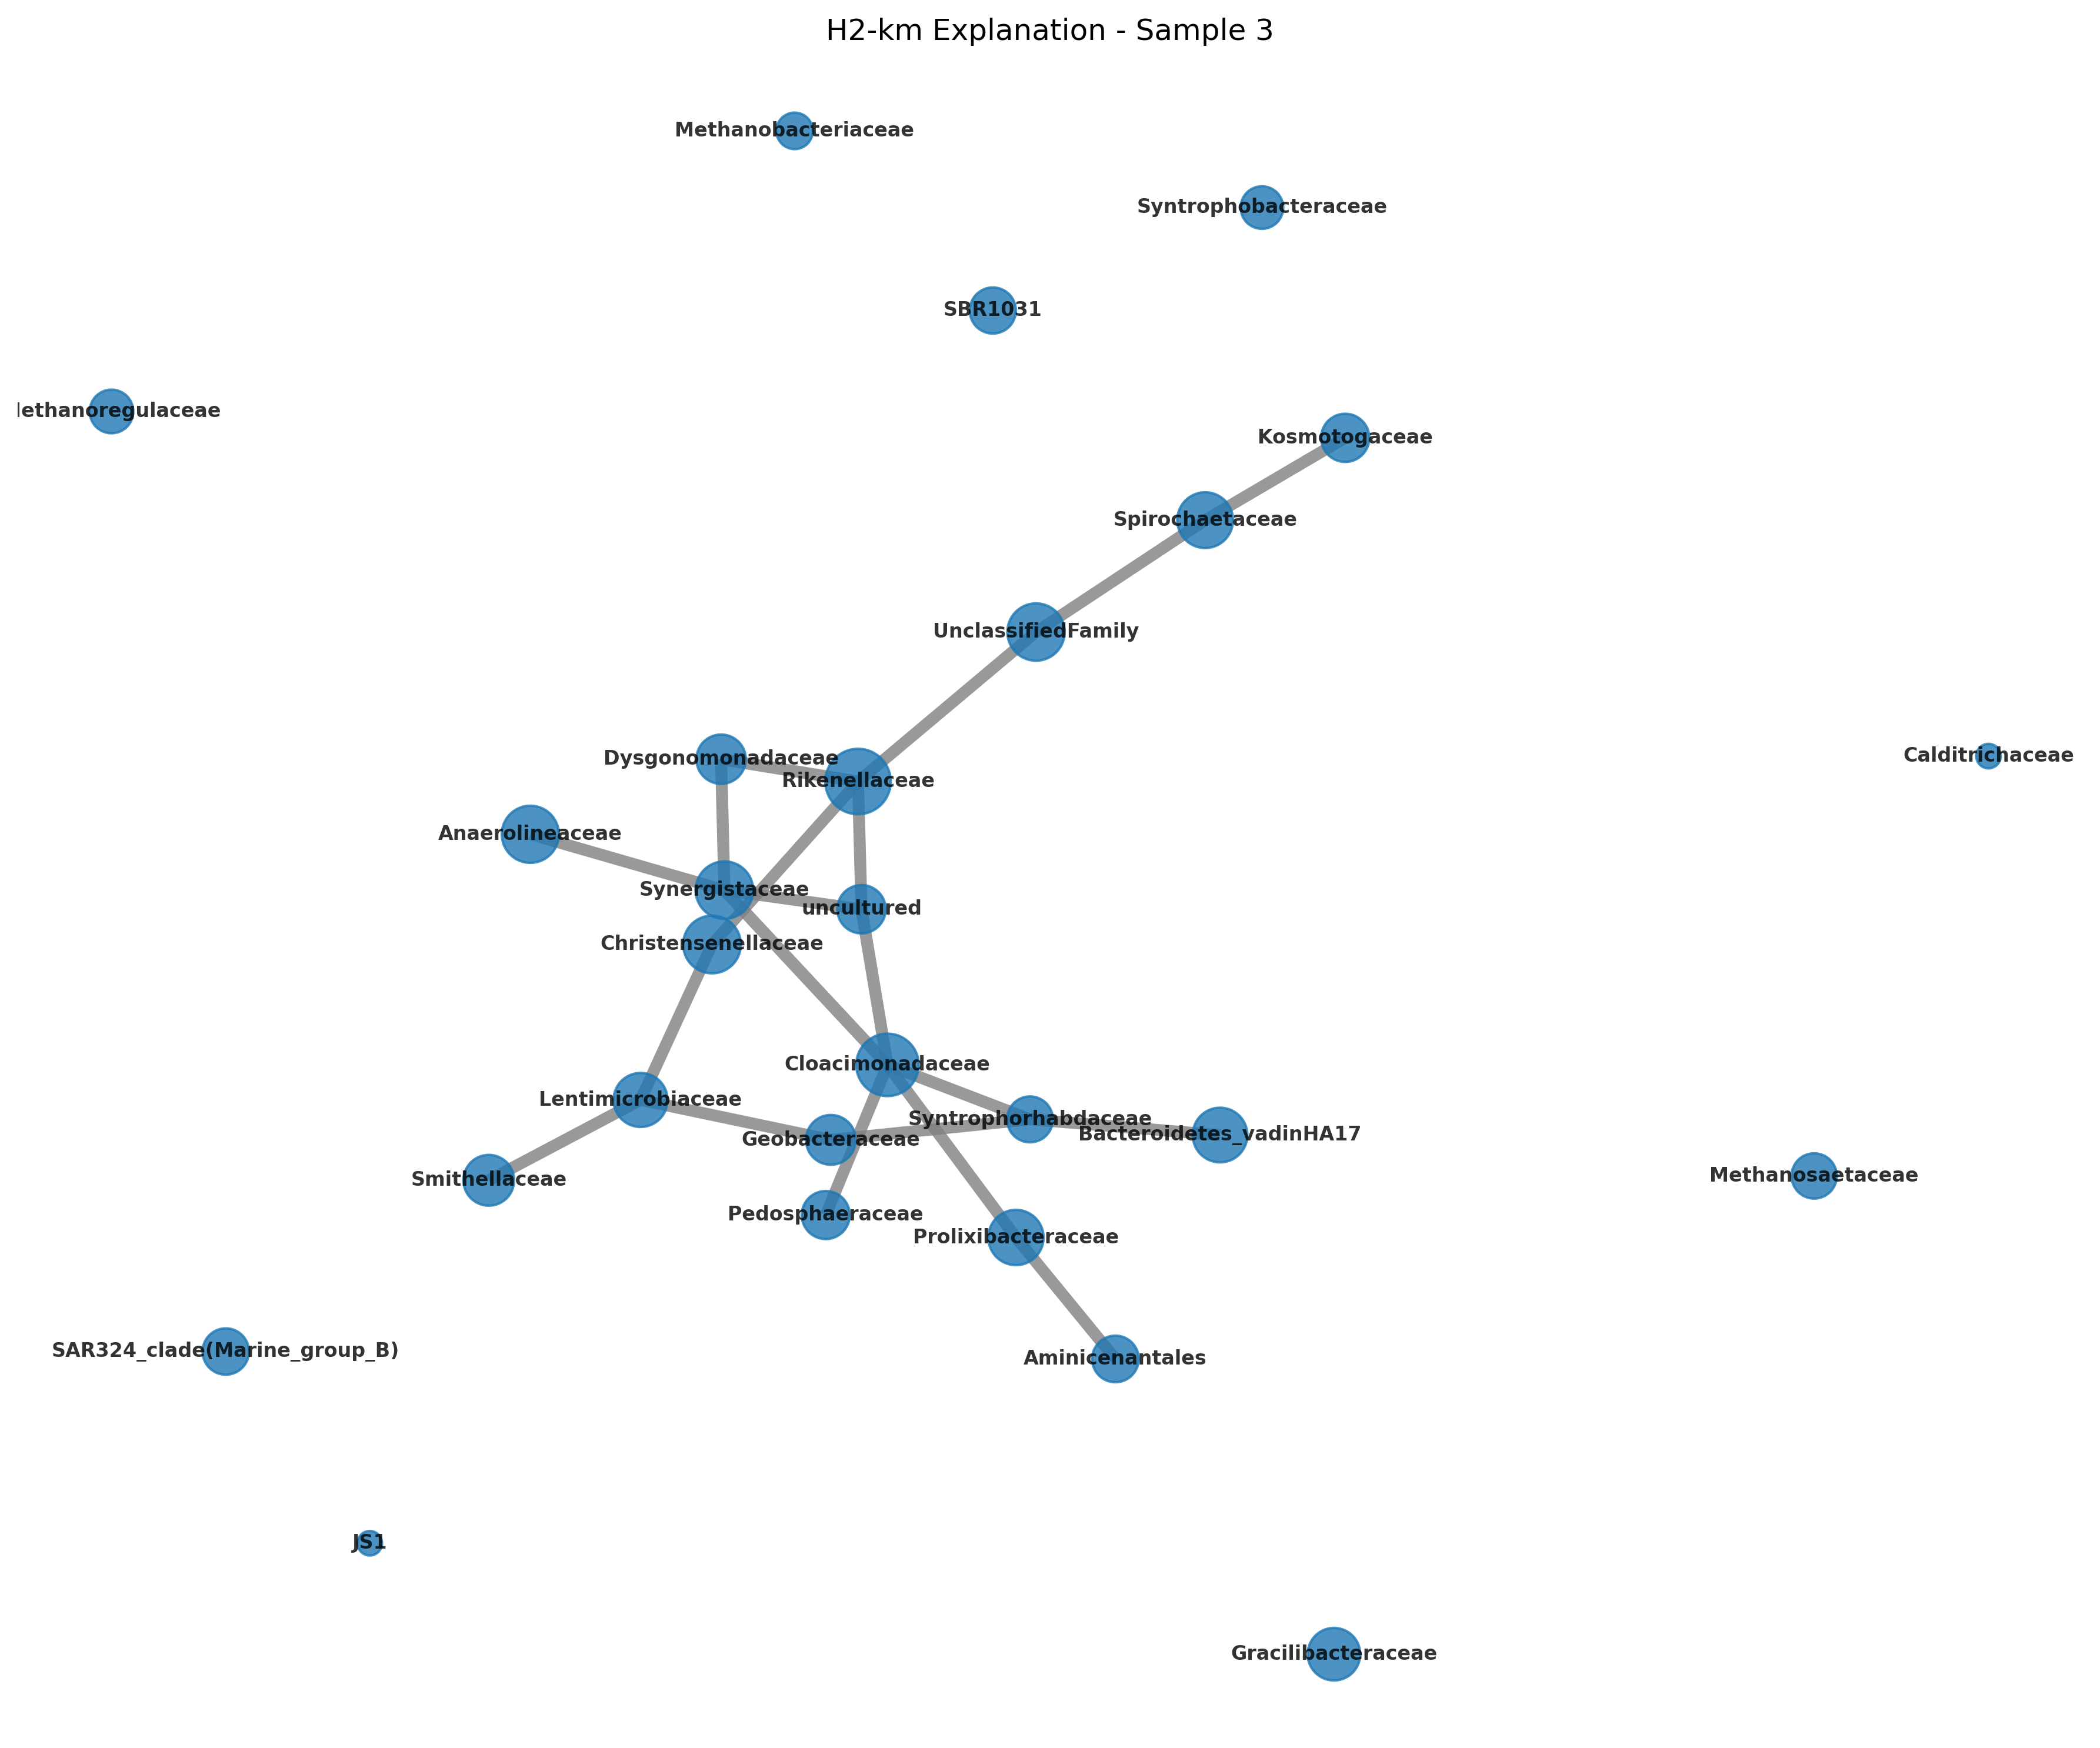 H2-km Explanation - Sample 3
Methanobacteriaceae
Syntrophobacteraceae
SBR1031
lethanoregulaceae
Kosmotogaceae
Spirochaetaceae
UnclassifiedFamily
Dysgonomonadaceae
Rikenellaceae
Calditrichaceae
Anaerolineaceae
Synergistaceae
uncultured
Christensenellaceae
Cloacimonadaceae
Lentimicrobiaceae
Syntrophorhabdaceae
Bacteroidetes_vadinHA17
Geobacteraceae
Smithellaceae
Methanosaetaceae
Pedosphaeraceae
Prolixibacteraceae
SAR324_clade(Marine_group_B)
Aminicenantales
JS1
Gracilibacteraceae